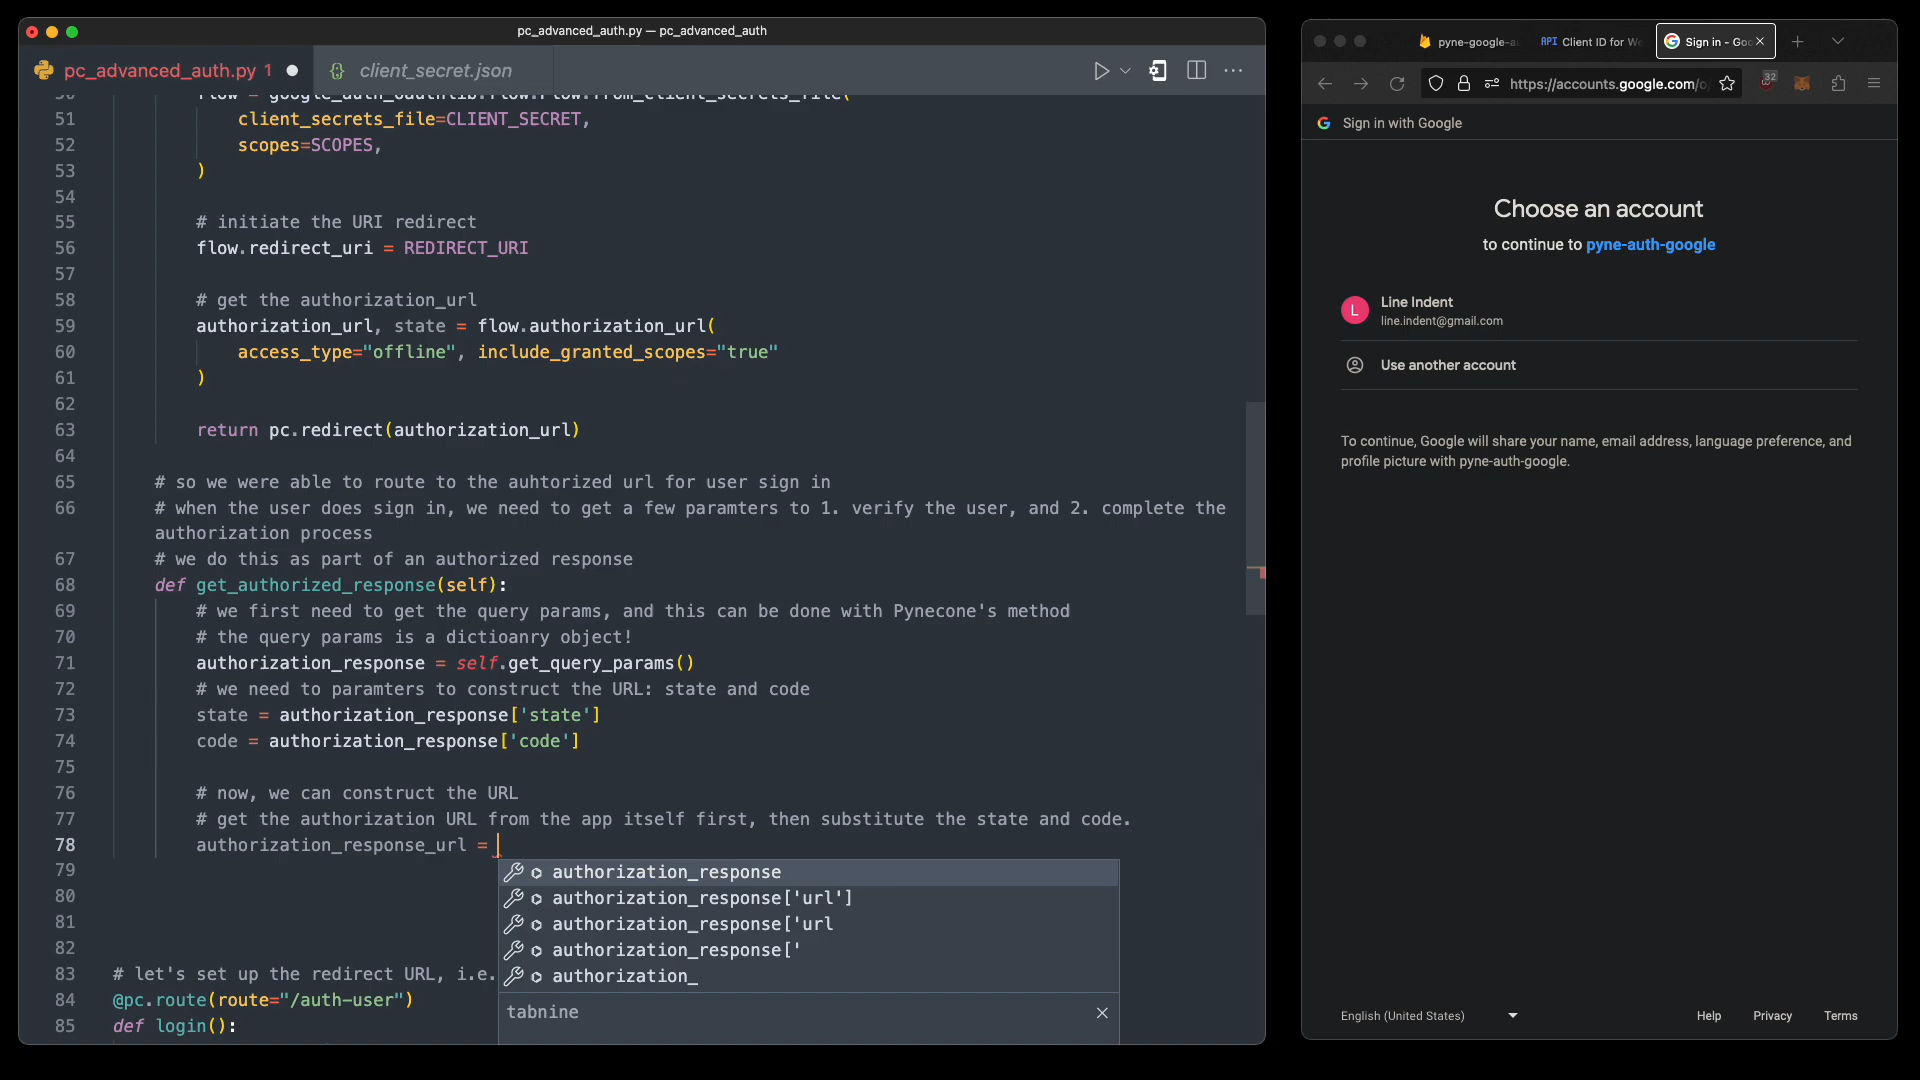 pc_advanced_auth.py — pc_advanced_auth
pc_advanced_auth.py 1
client_secret.json
50 flow = google_auth_oauthlib.flow.Flow.from_client_secrets_file(
51 client_secrets_file=CLIENT_SECRET,
52 scopes=SCOPES,
53 )
54
55 # initiate the URI redirect
56 flow.redirect_uri = REDIRECT_URI
57
58 # get the authorization_url
59 authorization_url, state = flow.authorization_url(
60 access_type="offline", include_granted_scopes="true"
61 )
62
63 return pc.redirect(authorization_url)
64
65 # so we were able to route to the auhtorized url for user sign in
66 # when the user does sign in, we need to get a few paramters to 1. verify the user, and 2. complete the
authorization process
67 # we do this as part of an authorized response
68 def get_authorized_response(self):
69 # we first need to get the query params, and this can be done with Pynecone's method
70 # the query params is a dictioanry object!
71 authorization_response = self.get_query_params()
72 # we need to paramters to construct the URL: state and code
73 state = authorization_response['state']
74 code = authorization_response['code']
75
76 # now, we can construct the URL
77 # get the authorization URL from the app itself first, then substitute the state and code.
78 authorization_response_url =
authorization_response
authorization_response['url']
authorization_response['url
authorization_response['
authorization_
tabnine
79
80
81
82
83 # let's set up the redirect URL, i.e.
84 @pc.route(route="/auth-user")
85 def login():
pyne-google-a
API Client ID for W
Sign in - Goo
https://accounts.google.com/o
32
Sign in with Google
Choose an account
to continue to pyne-auth-google
L
Line Indent
line.indent@gmail.com
Use another account
To continue, Google will share your name, email address, language preference, and
profile picture with pyne-auth-google.
English (United States)
Help
Privacy
Terms